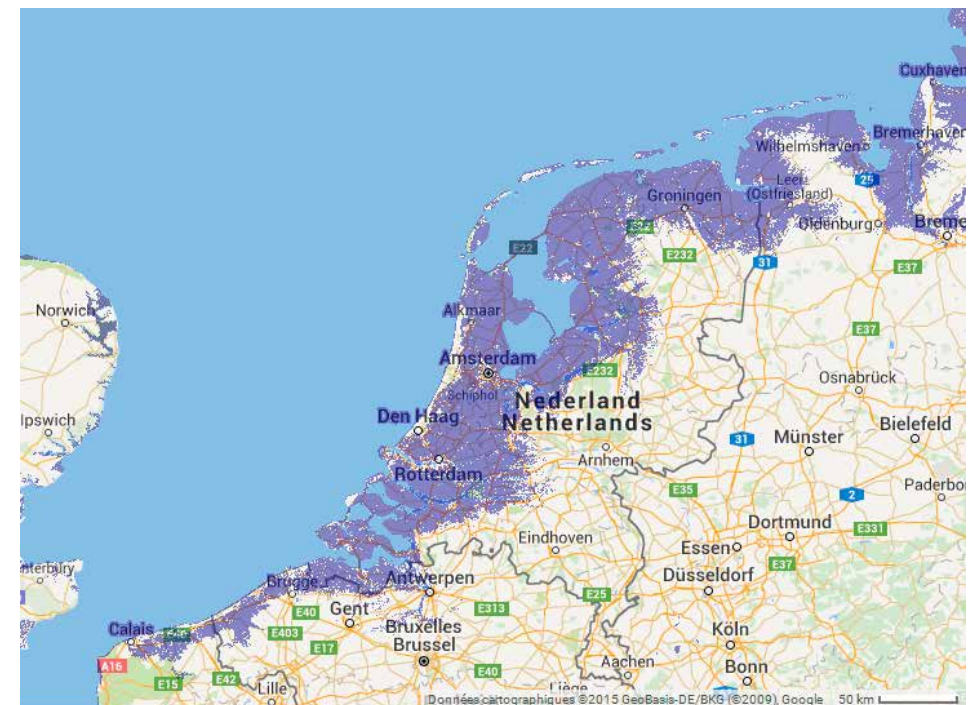 Cuxhaven
Bremerhaven
Wilhelmshaven
25
Leer
(Ostfriesland)
Groningen
Oldenburg
Breme
E22
E22
E232
31
E37
Norwich
Alkmaar
E37
Amsterdam
E232
Osnabrück
Schiphol
Nederland
Netherlands
Den Haag
Ipswich
31
Münster
Bielefeld
Arnhem
Rotterdam
E35
2
Paderbo
Dortmund
E331
Eindhoven
Essen
E37
nterbury
Düsseldorf
Brugge
Antwerpen
E25
E40
Gent
E313
Calais
E403
Bruxelles
Brussel
Köln
E17
A16
Aachen
Bonn
E15
E42
E40
Lille
Liège
Données cartographiques ©2015 GeoBasis-DE/BKG (©2009), Google
50 km